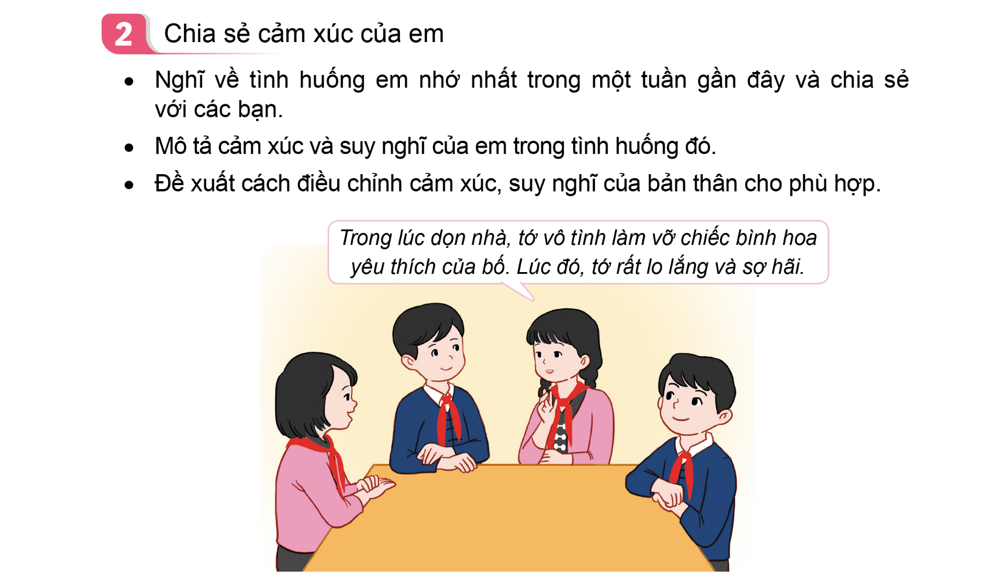 2 Chia sẻ cảm xúc của em
• Nghĩ về tình huống em nhớ nhất trong một tuần gần đây và chia sẻ
với các bạn.
• Mô tả cảm xúc và suy nghĩ của em trong tình huống đó.
• Đề xuất cách điều chỉnh cảm xúc, suy nghĩ của bản thân cho phù hợp.
Trong lúc dọn nhà, tớ vô tình làm vỡ chiếc bình hoa
yêu thích của bố. Lúc đó, tớ rất lo lắng và sợ hãi.